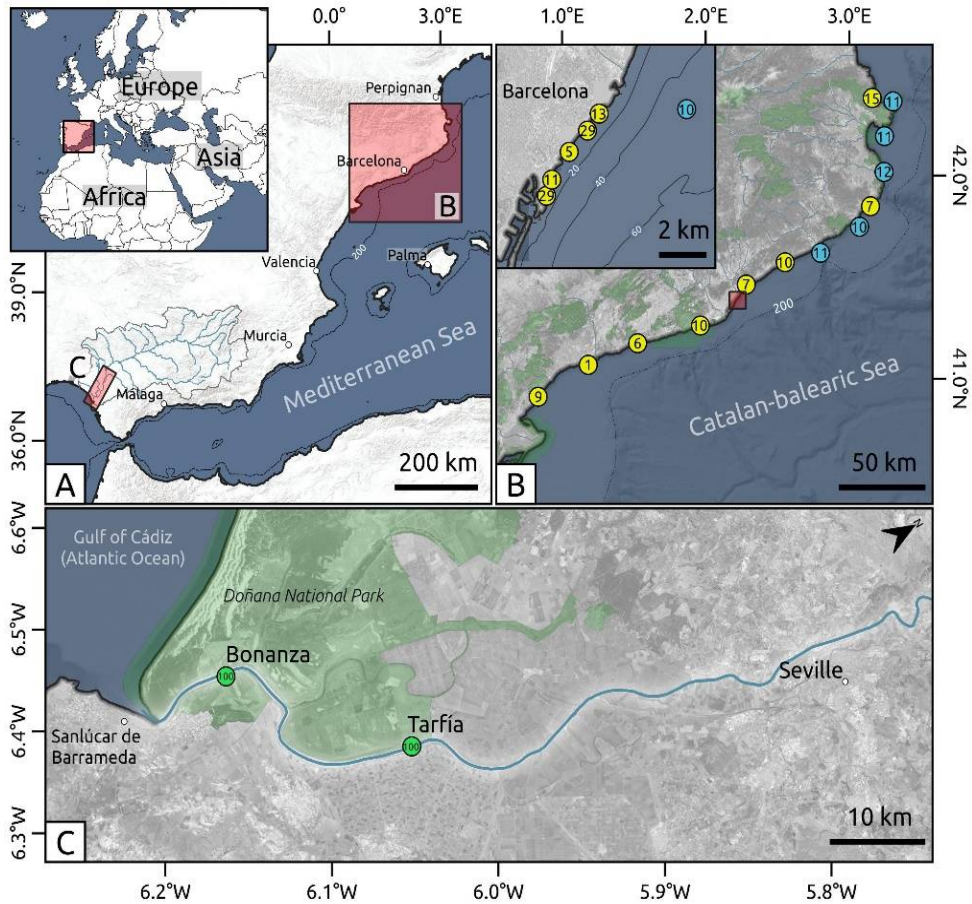 0.0°
3.0°E
1.0°E
2.0°E
3.0°E
Europe
Asia
Africa
Perpignan
Barcelona
B
200
Valencia
Palma
39.0°N
Murcia
Mediterranean Sea
C
Málaga
36.0°N
200 km
A
Barcelona
13
29
5
11
29
10
20
40
60
2 km
15
11
11
12
7
10
11
10
7
200
10
6
1
9
42.0°N
41.0°N
Catalan-balearic Sea
50 km
B
6.6°W
6.5°W
6.4°W
6.3°W
Gulf of Cádiz
(Atlantic Ocean)
N
Doñana National Park
Bonanza
100
Seville
Tarfía
100
Sanlúcar de
Barrameda
10 km
C
6.2°W
6.1°W
6.0°W
5.9°W
5.8°W